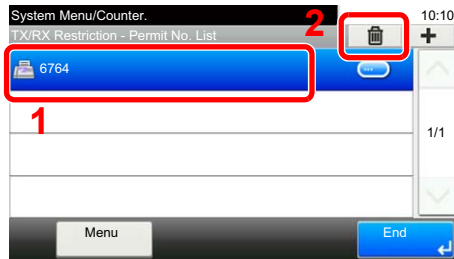 System Menu/Counter.
10:10
TX/RX Restriction - Permit No. List
2
6764
1
1/1
Menu
End